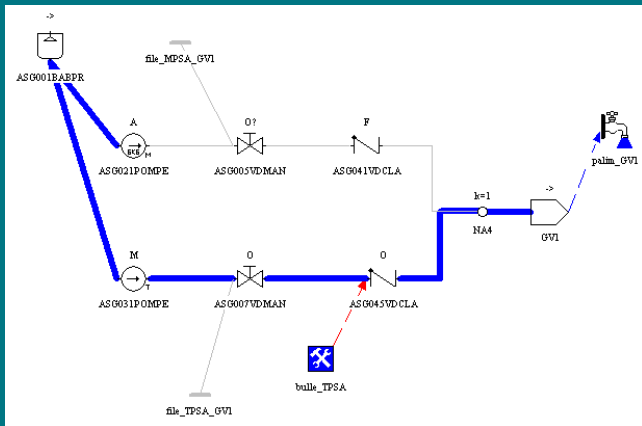 ->
ASG001BABPR
file_MPSA_GV1
A
M
ASG021POMPE
O?
ASG005VDMAN
F
ASG041VDCLA
palim_GV1
k=1
NA4
->
GV1
M
T
ASG031POMPE
O
ASG007VDMAN
O
ASG045VDCLA
bulle_TPSA
file_TPSA_GV1